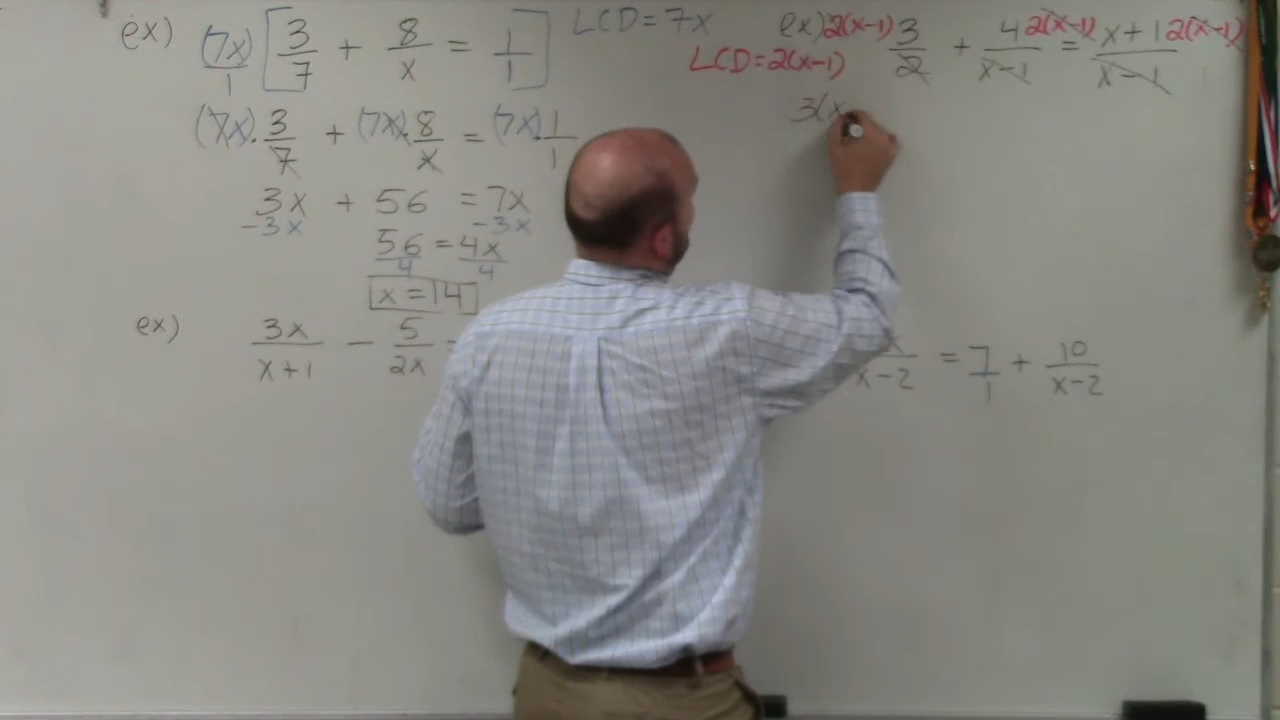 ex) (7x)/1 [ 3/7 + 8/x = 1/1 ] LCD = 7x
(7x)·3/7 + (7x)·8/x = (7x)·1/1
3x + 56 = 7x
-3x -3x
56/4 = 4x/4
x = 14
ex) 3x/(x+1) - 5/2x
ex) 2(x-1) 3/2 + 4/(x-1) 2(x-1) = (x+1)/(x-1) 2(x-1)
LCD = 2(x-1)
3(x
/(x-2) = 7/1 + 10/(x-2)